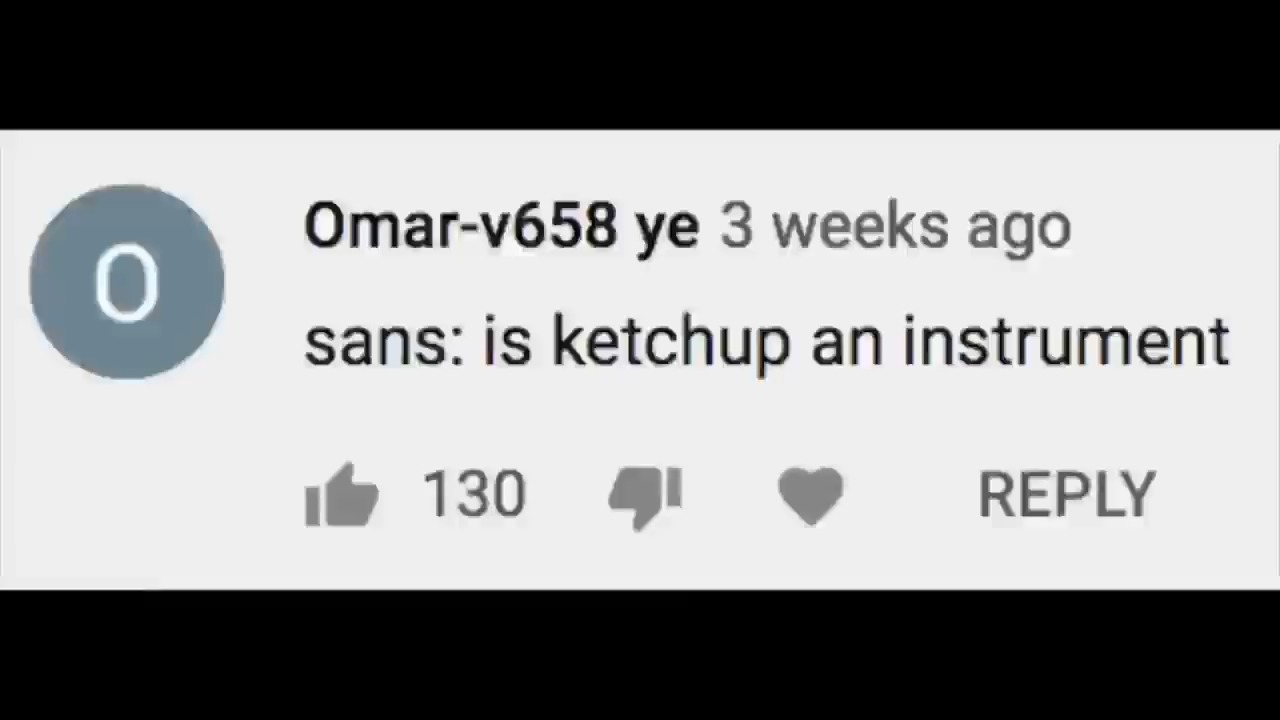 O
Omar-v658 ye 3 weeks ago
sans: is ketchup an instrument
130 REPLY